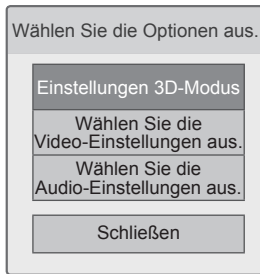 Wählen Sie die Optionen aus.
Einstellungen 3D-Modus
Wählen Sie die
Video-Einstellungen aus.
Wählen Sie die
Audio-Einstellungen aus.
Schließen